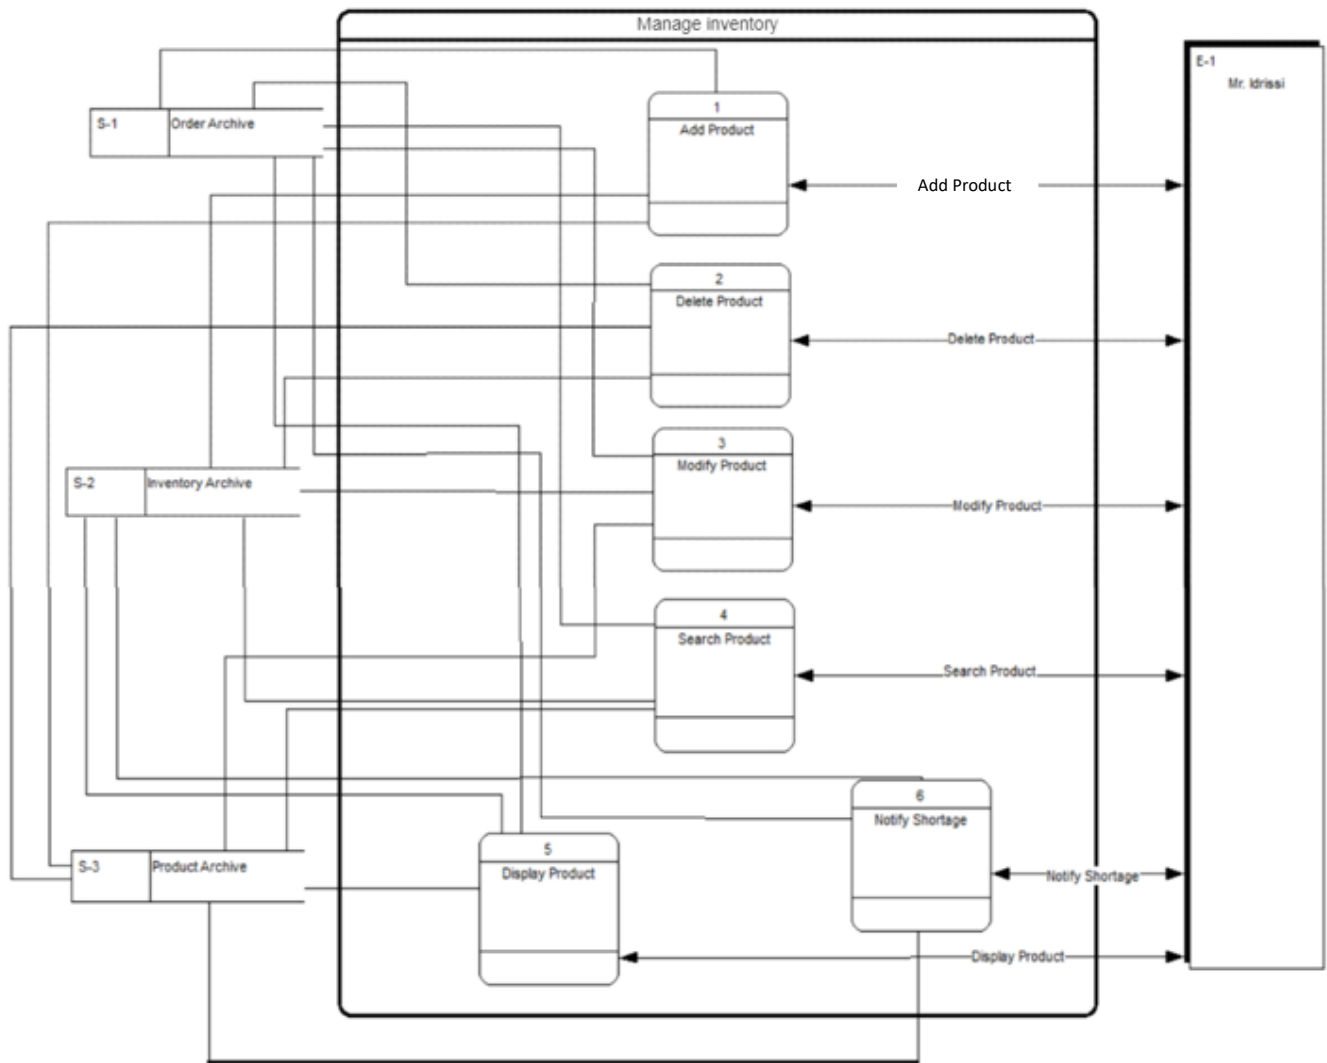 Manage inventory
E-1
Mr. Idrissi
S-1
Order Archive
1
Add Product
Add Product
2
Delete Product
Delete Product
3
Modify Product
Modify Product
S-2
Inventory Archive
4
Search Product
Search Product
6
Notify Shortage
Notify Shortage
5
Display Product
Display Product
S-3
Product Archive